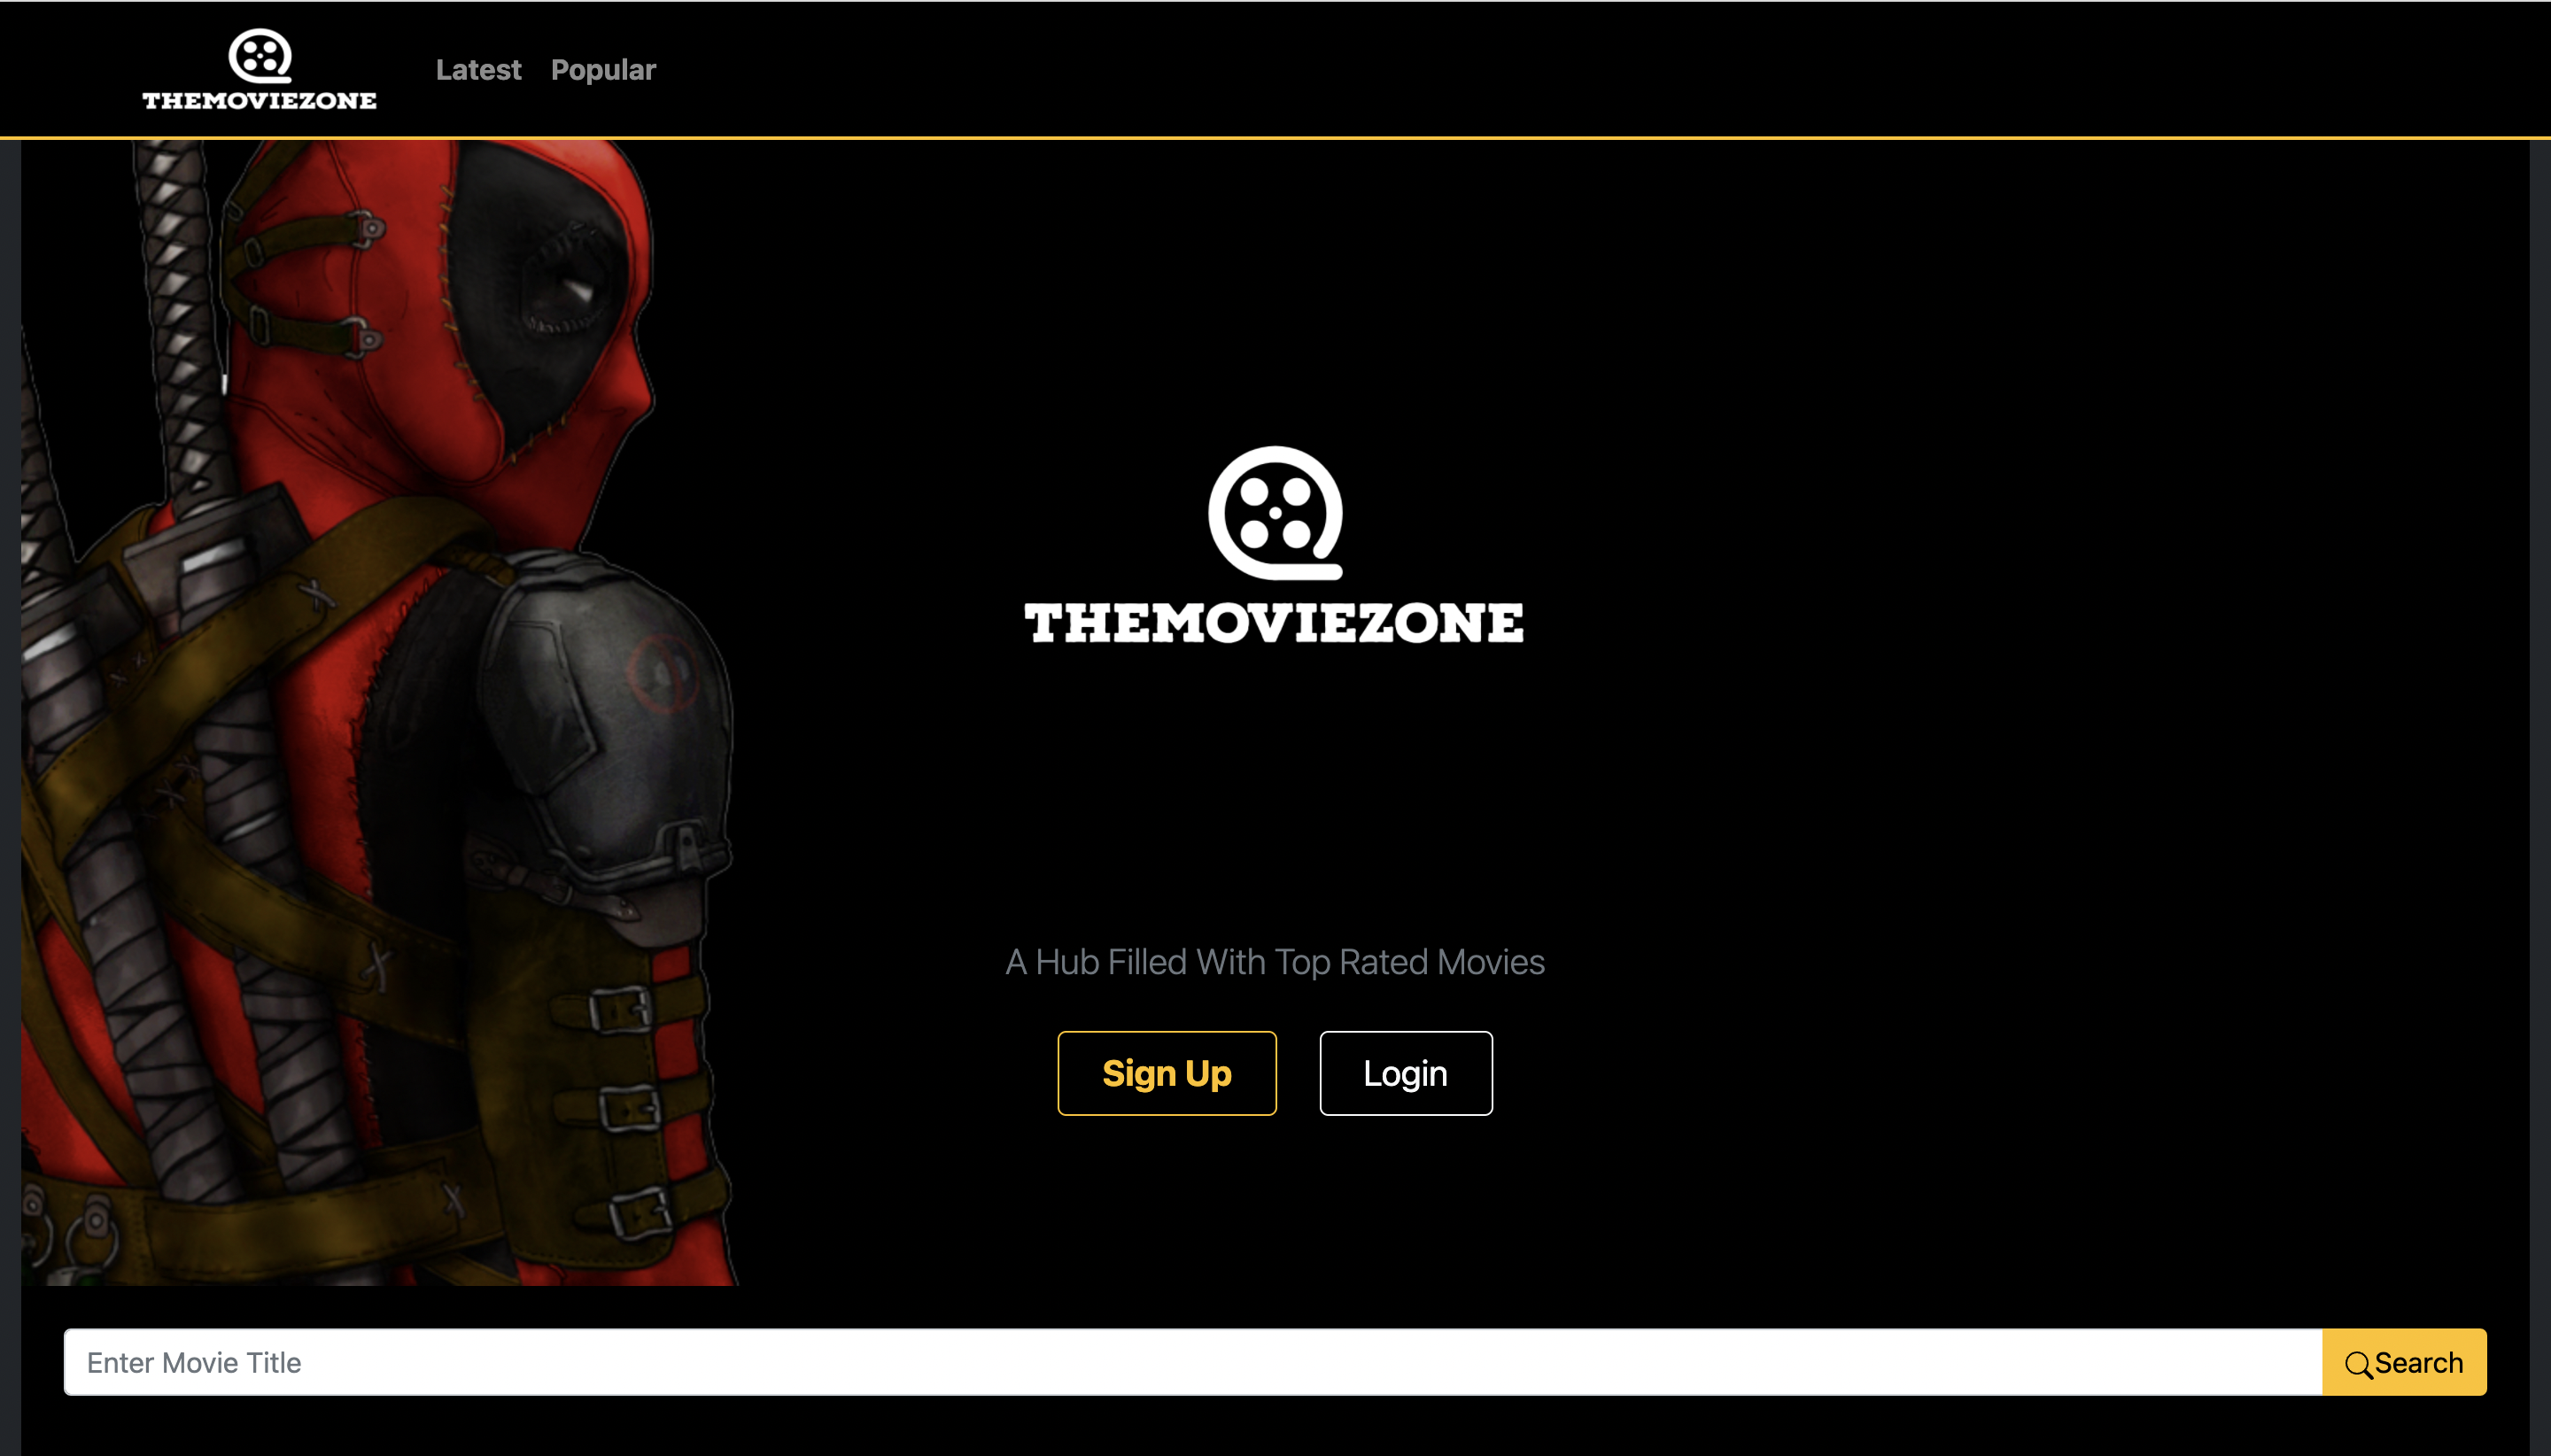 THEMOVIEZONE
Latest Popular
THEMOVIEZONE
A Hub Filled With Top Rated Movies
Sign Up Login
Enter Movie Title Search